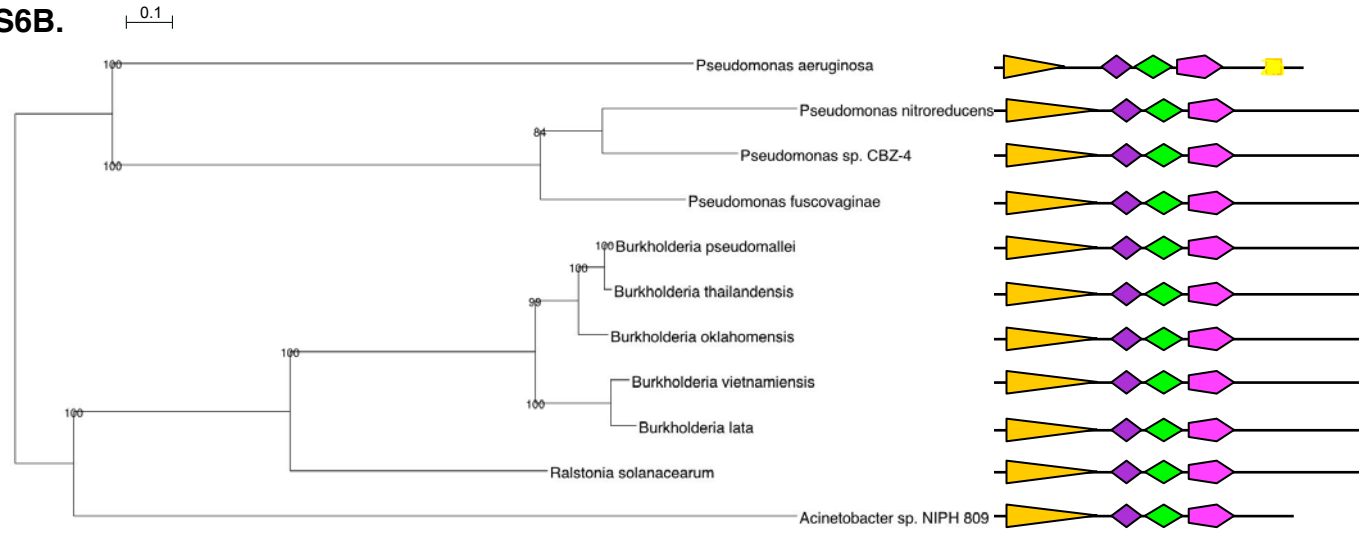 S6B.
0.1
100
Pseudomonas aeruginosa
Pseudomonas nitroreducens
84
Pseudomonas sp. CBZ-4
100
Pseudomonas fuscovaginae
100
Burkholderia pseudomallei
100
Burkholderia thailandensis
99
Burkholderia oklahomensis
100
Burkholderia vietnamiensis
100
100
Burkholderia lata
Ralstonia solanacearum
Acinetobacter sp. NIPH 809